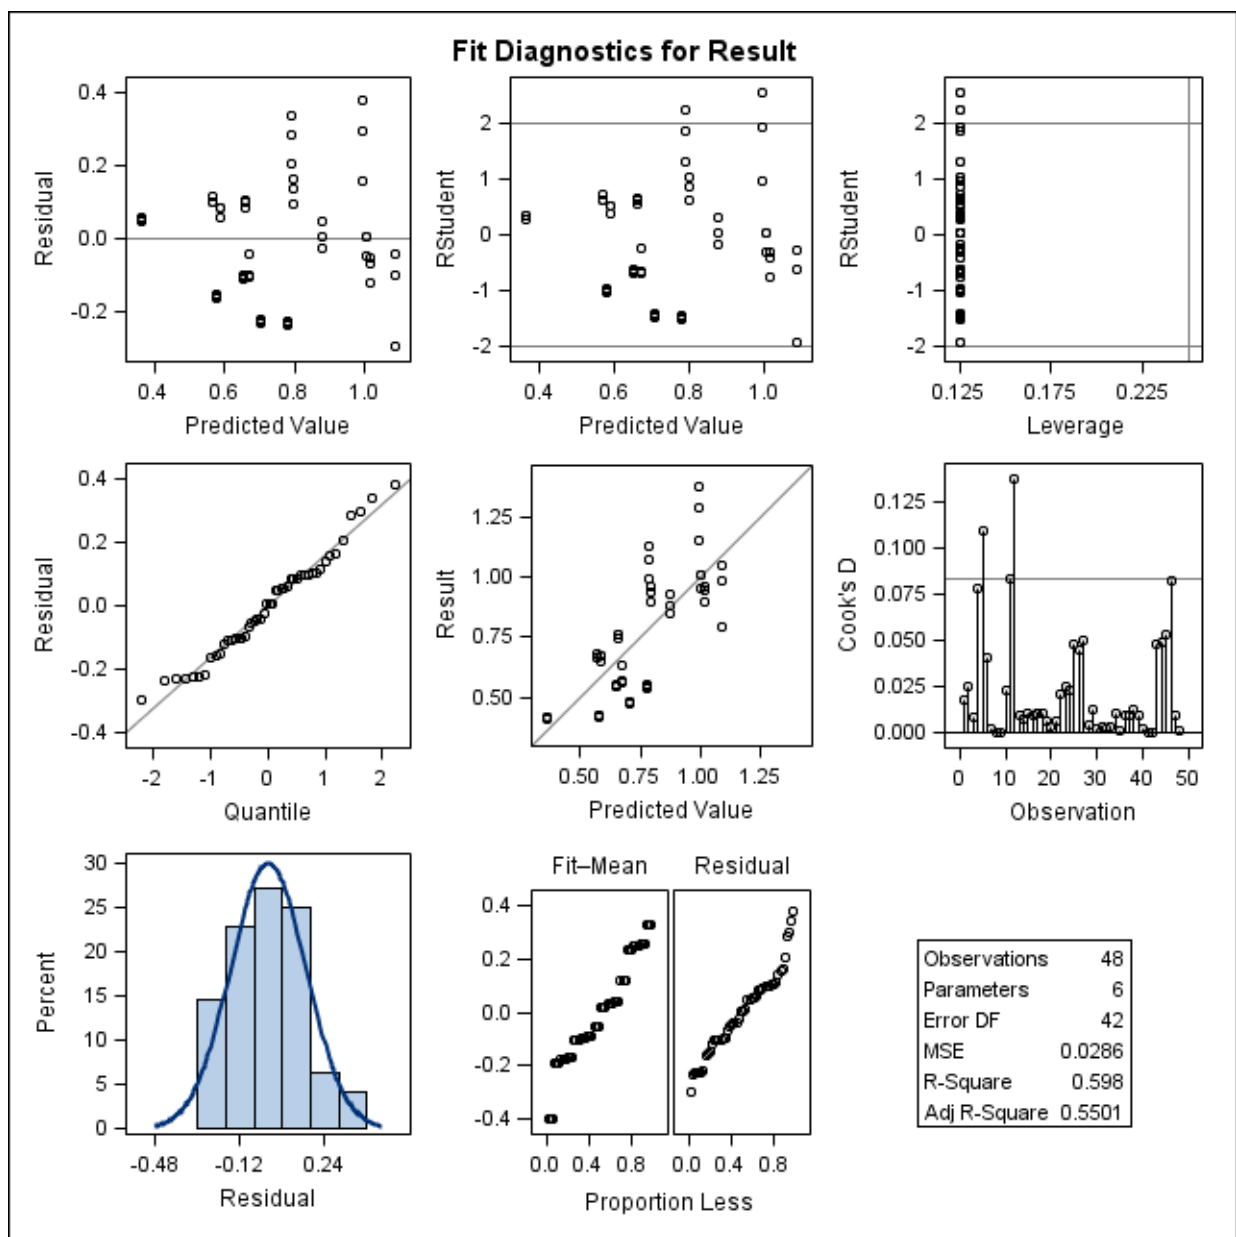 Fit Diagnostics for Result
0.4
0.2
0.0
-0.2
Residual
0.4 0.6 0.8 1.0
Predicted Value
2
1
0
-1
-2
RStudent
0.4 0.6 0.8 1.0
Predicted Value
2
1
0
-1
-2
RStudent
0.125 0.175 0.225
Leverage
0.4
0.2
0.0
-0.2
-0.4
Residual
-2 -1 0 1 2
Quantile
1.25
1.00
0.75
0.50
Result
0.50 0.75 1.00 1.25
Predicted Value
0.125
0.100
0.075
0.050
0.025
0.000
Cook's D
0 10 20 30 40 50
Observation
30
25
20
15
10
5
0
Percent
-0.48 -0.12 0.24
Residual
Fit–Mean Residual
0.4
0.2
0.0
-0.2
-0.4
0.0 0.4 0.8 0.0 0.4 0.8
Proportion Less
Observations 48
Parameters 6
Error DF 42
MSE 0.0286
R-Square 0.598
Adj R-Square 0.5501